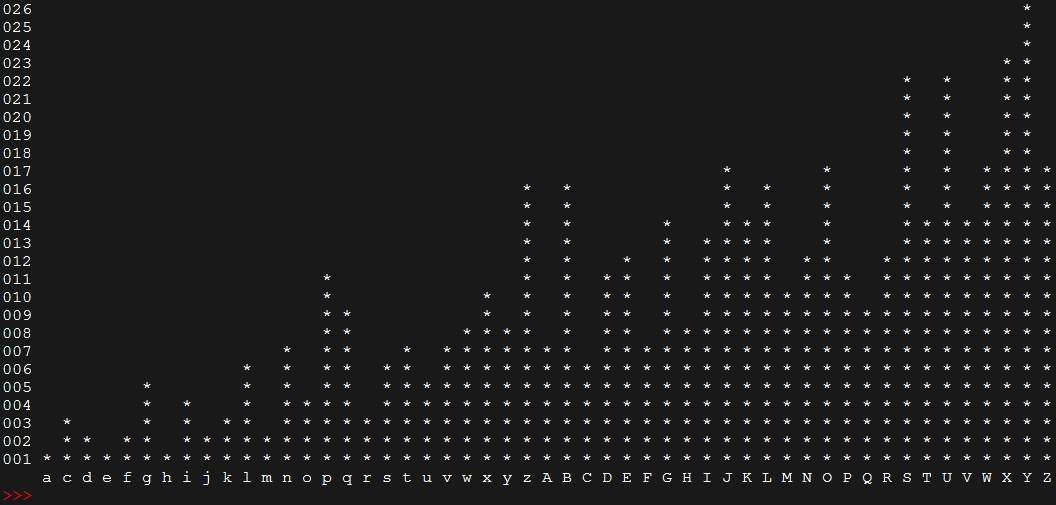 026 *
025 *
024 *
023 * *
022 * * * *
021 * * * *
020 * * * *
019 * * * *
018 * * * *
017 * * * * * * * *
016 * * * * * * * * * * *
015 * * * * * * * * * * *
014 * * * * * * * * * * * * * * *
013 * * * * * * * * * * * * * * * *
012 * * * * * * * * * * * * * * * * * * *
011 * * * * * * * * * * * * * * * * * * * * * *
010 * * * * * * * * * * * * * * * * * * * * * * * *
009 * * * * * * * * * * * * * * * * * * * * * * * * * *
008 * * * * * * * * * * * * * * * * * * * * * * * * * * * * *
007 * * * * * * * * * * * * * * * * * * * * * * * * * * * * * * * * * *
006 * * * * * * * * * * * * * * * * * * * * * * * * * * * * * * * * * * * * *
005 * * * * * * * * * * * * * * * * * * * * * * * * * * * * * * * * * * * * * * *
004 * * * * * * * * * * * * * * * * * * * * * * * * * * * * * * * * * * * * * * * * *
003 * * * * * * * * * * * * * * * * * * * * * * * * * * * * * * * * * * * * * * * * * * * *
002 * * * * * * * * * * * * * * * * * * * * * * * * * * * * * * * * * * * * * * * * * * * * * * * *
001 * * * * * * * * * * * * * * * * * * * * * * * * * * * * * * * * * * * * * * * * * * * * * * * * * * *
a c d e f g h i j k l m n o p q r s t u v w x y z A B C D E F G H I J K L M N O P Q R S T U V W X Y Z
>>>